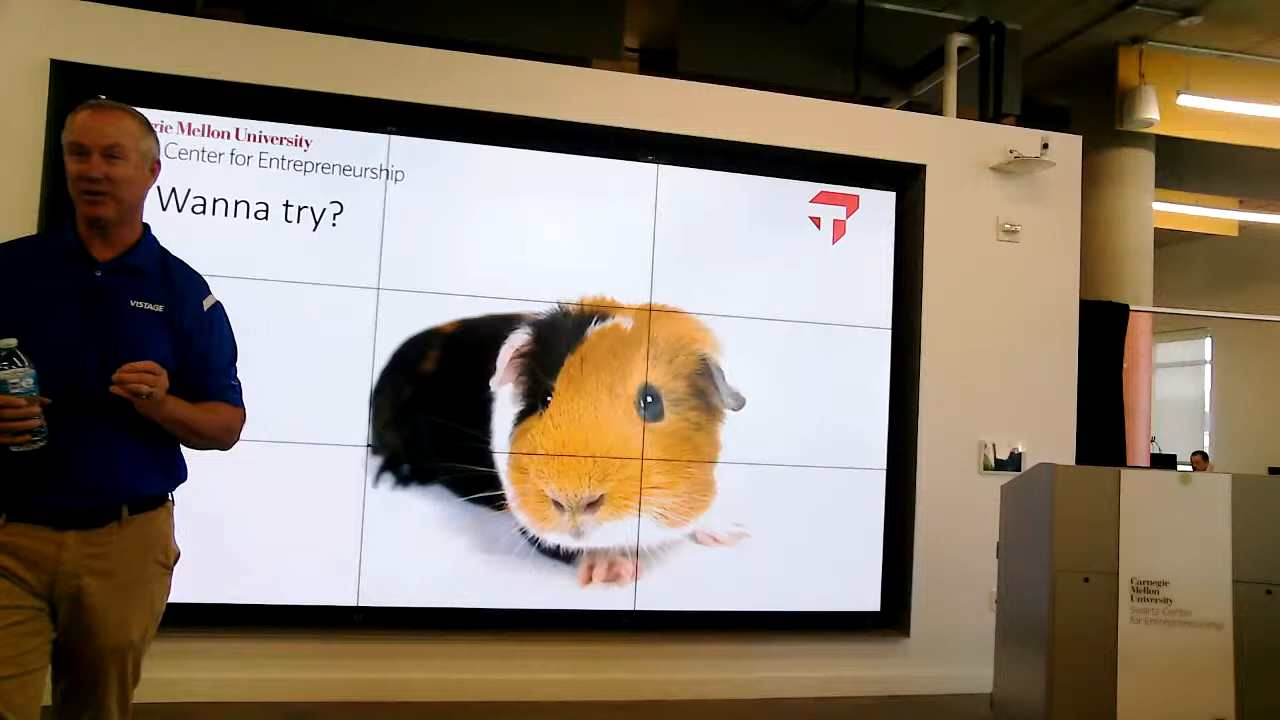 gie Mellon University
Center for Entrepreneurship
Wanna try?
VISTAGE
Carnegie
Mellon
University
Swartz Center
for Entrepreneurship